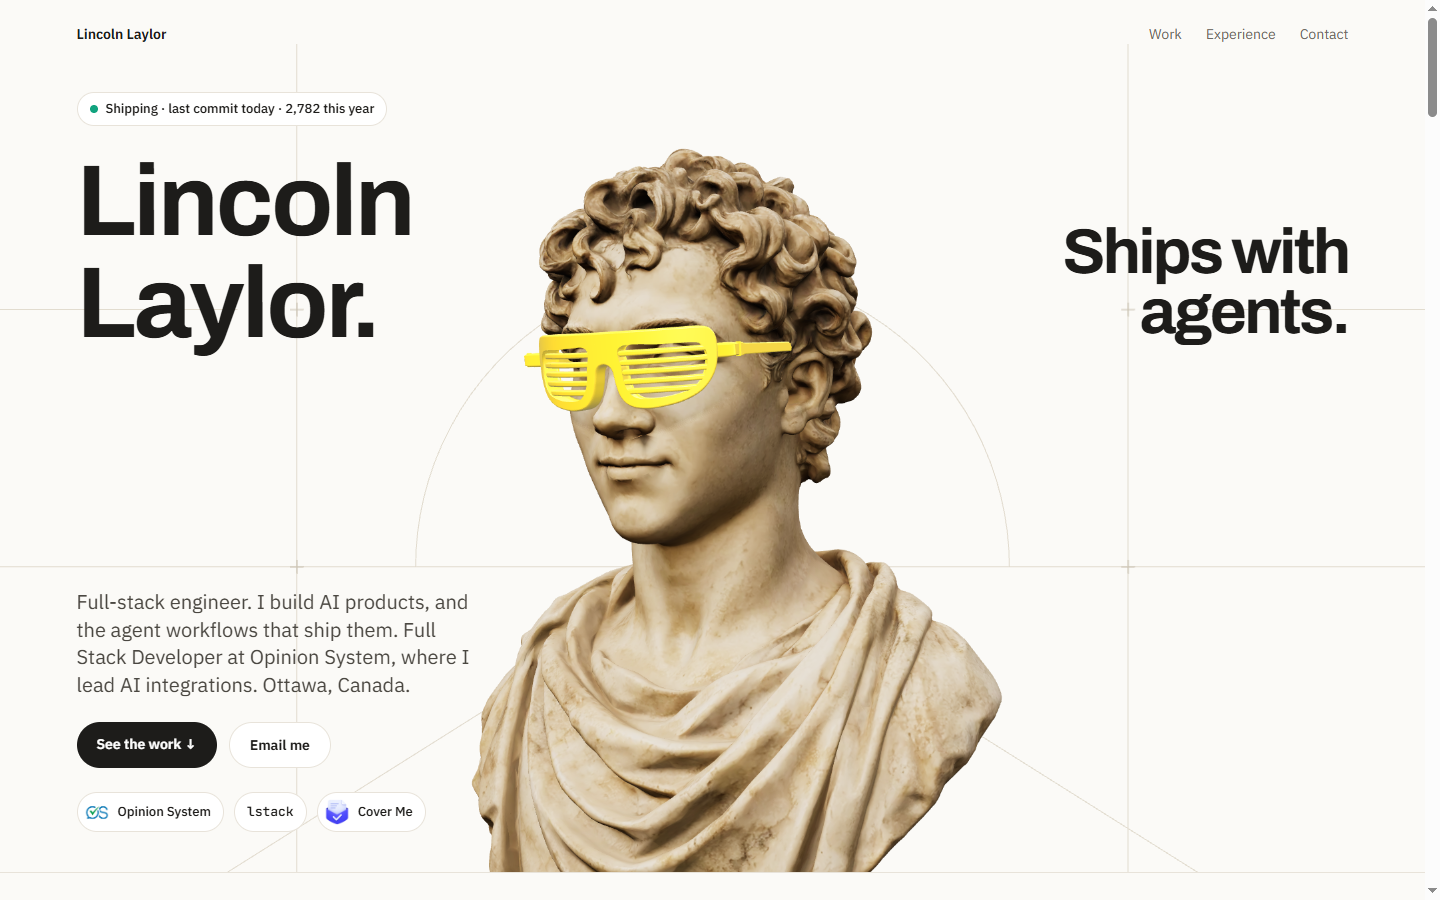 Lincoln Laylor
Work Experience Contact
Shipping · last commit today · 2,782 this year
Lincoln
Laylor.
Ships with
agents.
Full-stack engineer. I build AI products, and
the agent workflows that ship them. Full
Stack Developer at Opinion System, where I
lead AI integrations. Ottawa, Canada.
See the work ↓
Email me
Opinion System
lstack
Cover Me